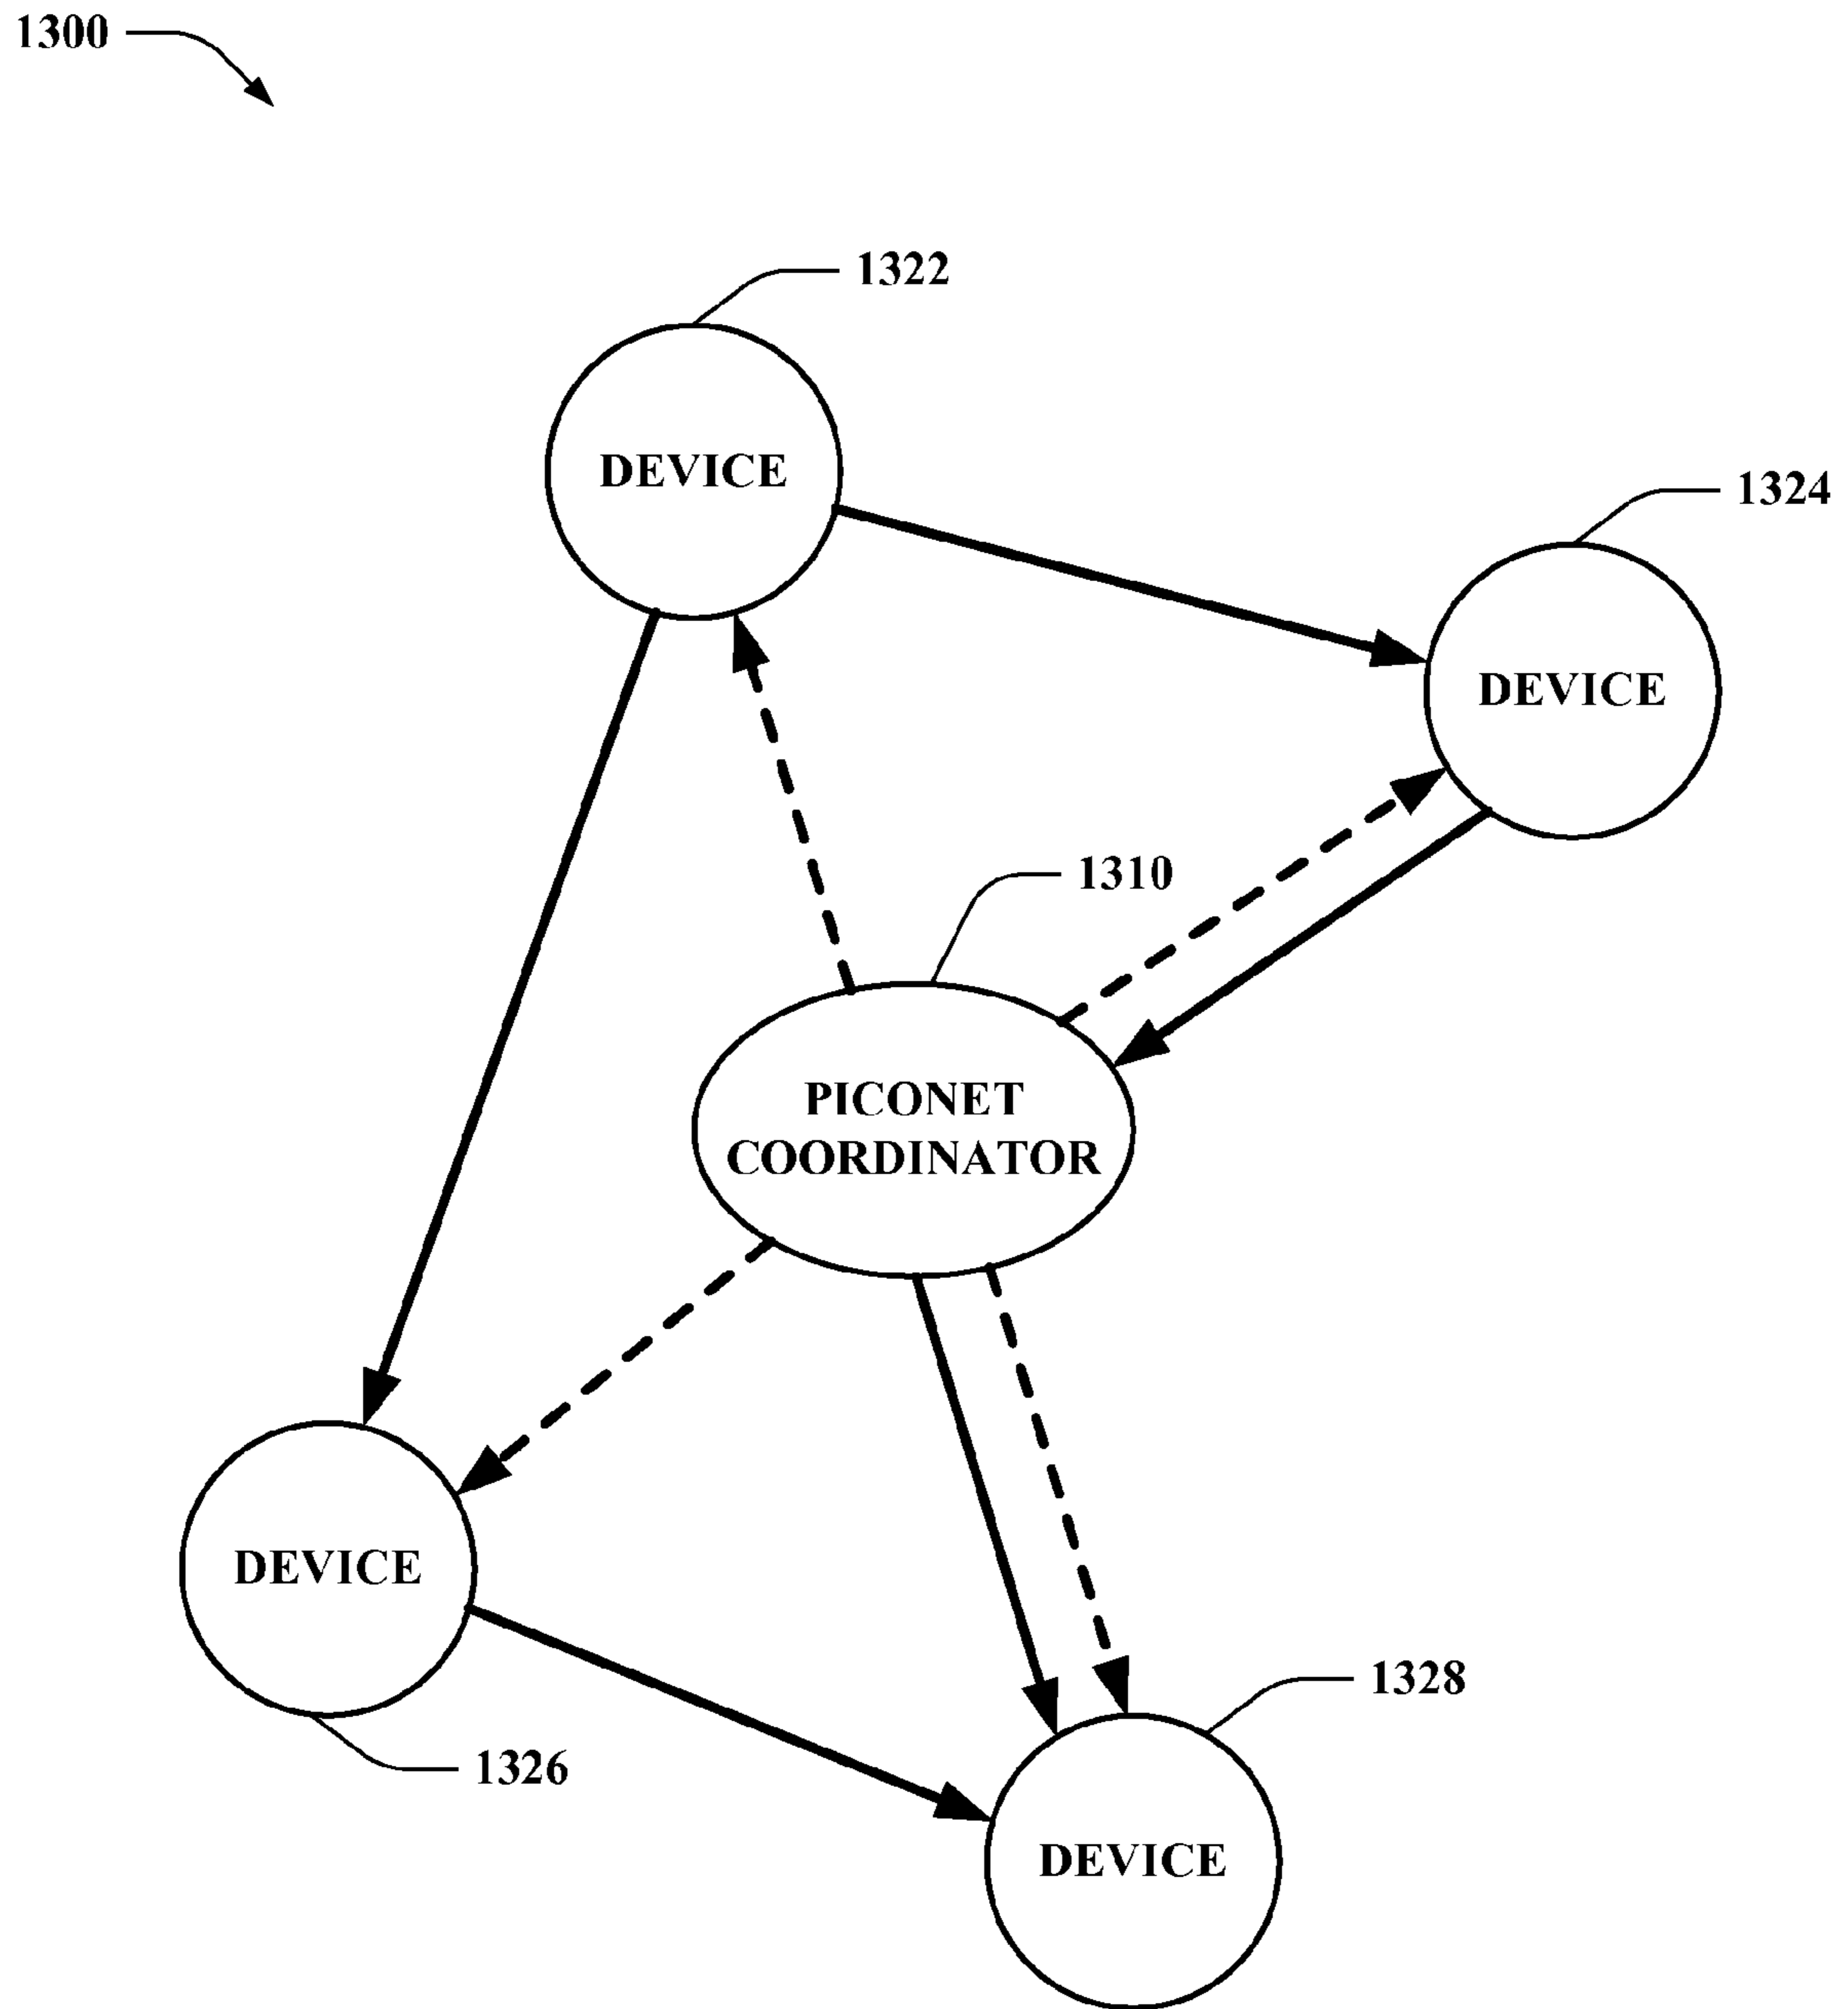 1300
1322
DEVICE
1324
DEVICE
1310
PICONET
COORDINATOR
DEVICE
1326
1328
DEVICE